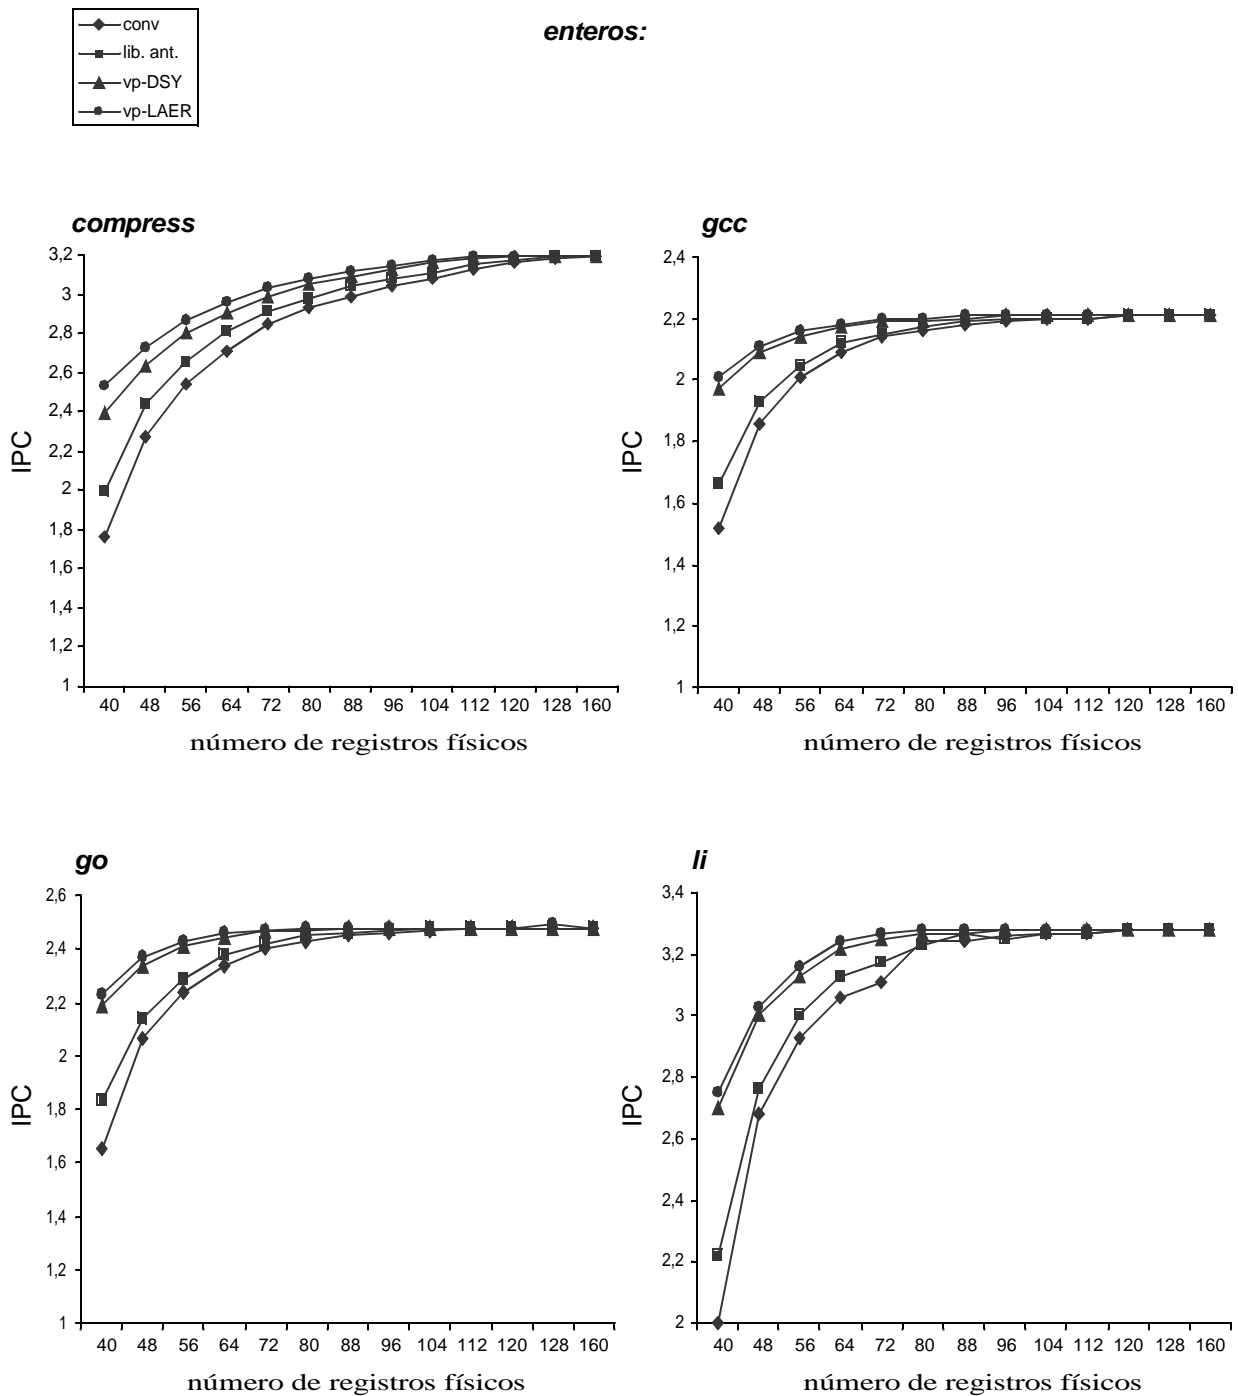 conv
lib. ant.
vp-DSY
vp-LAER
enteros:
compress
3,2
3
2,8
2,6
2,4
2,2
2
1,8
1,6
1,4
1,2
1
IPC
40 48 56 64 72 80 88 96 104 112 120 128 160
número de registros físicos
gcc
2,4
2,2
2
1,8
1,6
1,4
1,2
1
IPC
40 48 56 64 72 80 88 96 104 112 120 128 160
número de registros físicos
go
2,6
2,4
2,2
2
1,8
1,6
1,4
1,2
1
IPC
40 48 56 64 72 80 88 96 104 112 120 128 160
número de registros físicos
li
3,4
3,2
3
2,8
2,6
2,4
2,2
2
IPC
40 48 56 64 72 80 88 96 104 112 120 128 160
número de registros físicos